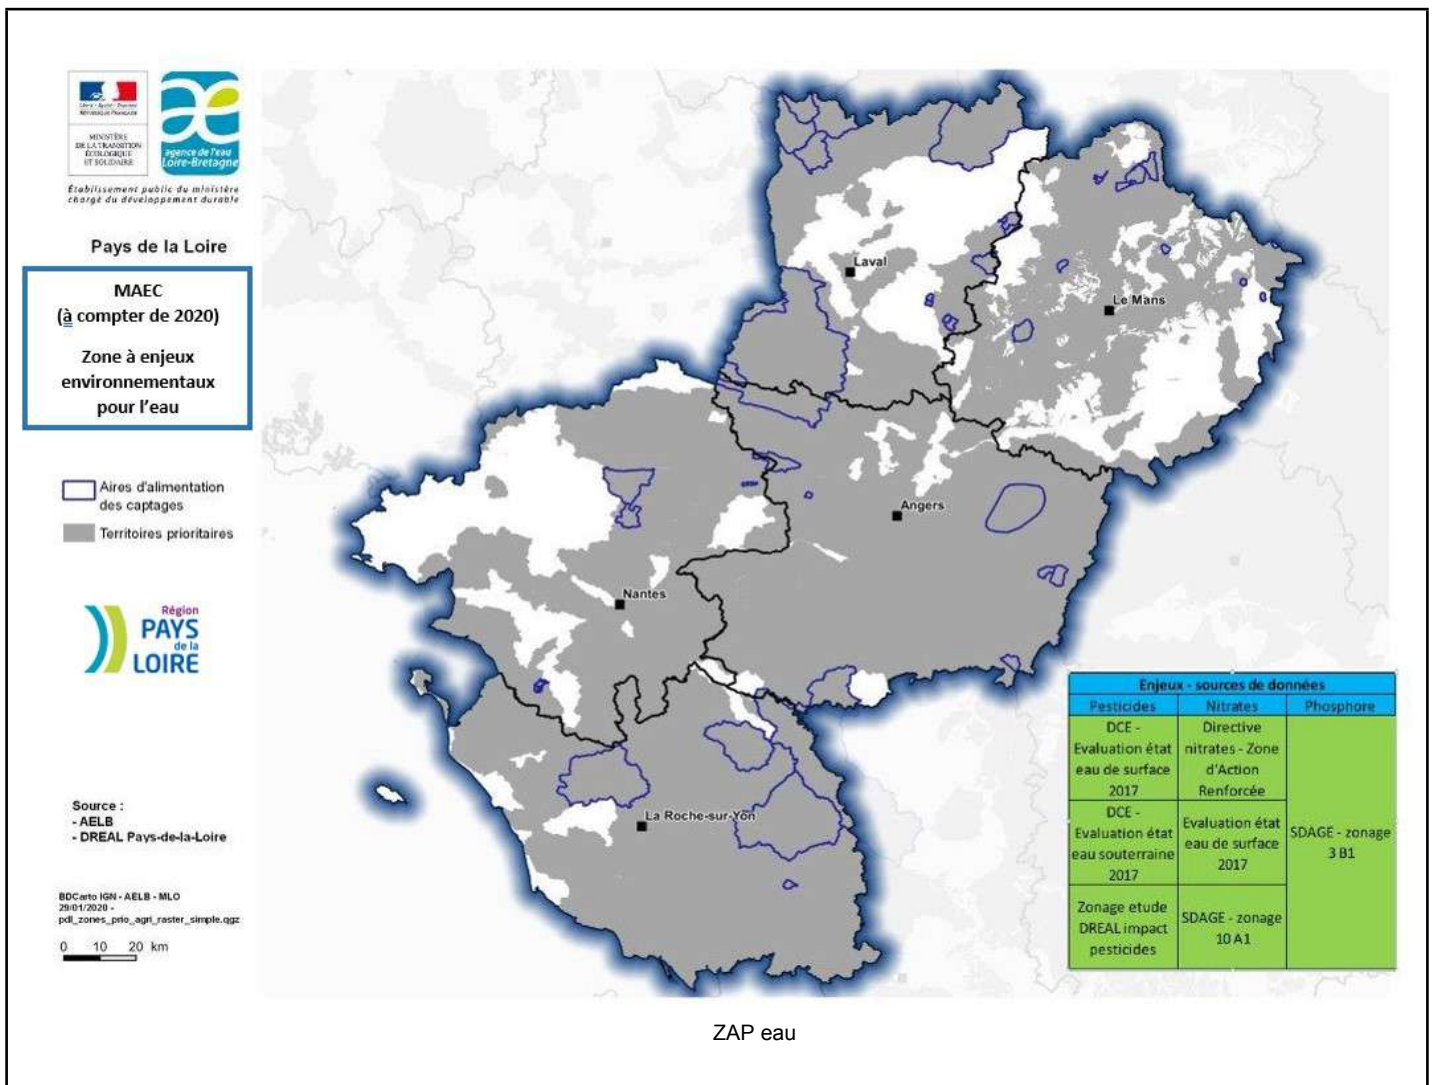 Liberté • Égalité • Fraternité
RÉPUBLIQUE FRANÇAISE
MINISTÈRE
DE LA TRANSITION
ÉCOLOGIQUE
ET SOLIDAIRE
agence de l'eau
Loire-Bretagne
Établissement public du ministère
chargé du développement durable
Pays de la Loire
MAEC
(à compter de 2020)
Zone à enjeux
environnementaux
pour l'eau
Aires d'alimentation
des captages
Territoires prioritaires
Région
PAYS
de la
LOIRE
Source :
- AELB
- DREAL Pays-de-la-Loire
BDCarto IGN - AELB - MLO
29/01/2020 -
pdl_zones_prio_agri_raster_simple.qgz
0 10 20 km
Laval
Le Mans
Angers
Nantes
La Roche-sur-Yon
Enjeux - sources de données
Pesticides Nitrates Phosphore
DCE -
Evaluation état
eau de surface
2017
Directive
nitrates - Zone
d'Action
Renforcée
DCE -
Evaluation état
eau souterraine
2017
Evaluation état
eau de surface
2017
SDAGE - zonage
3 B1
Zonage etude
DREAL impact
pesticides
SDAGE - zonage
10 A1
ZAP eau